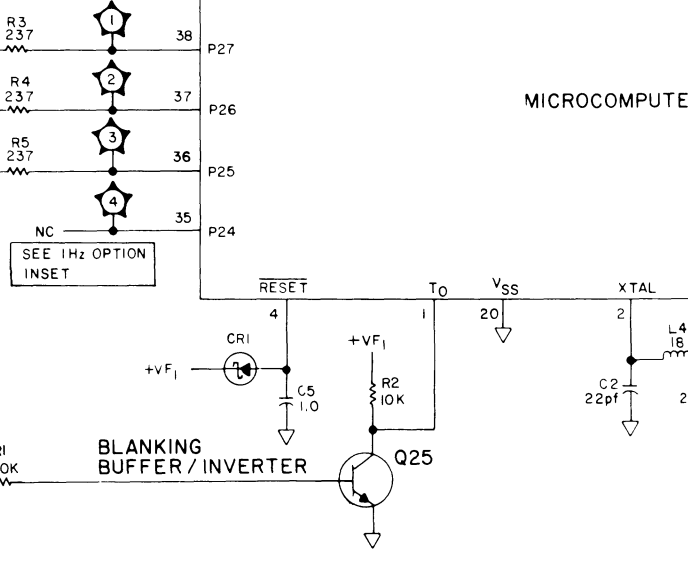 R3
237
1
38
P27
R4
237
2
37
P26
MICROCOMPUTE
R5
237
3
36
P25
4
35
NC
P24
SEE 1Hz OPTION
INSET
RESET
TO
VSS
XTAL
4
1
20
2
CR1
+VF1
+VF1
L4
18
C5
1.0
R2
10K
C2
22pf
2
BLANKING
BUFFER/INVERTER
Q25
OK